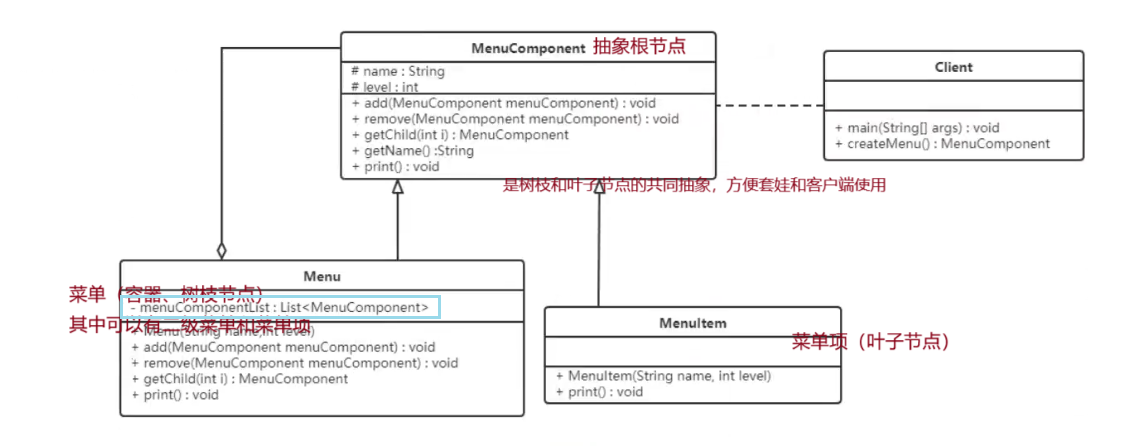 MenuComponent 抽象根节点
# name : String
# level : int
+ add(MenuComponent menuComponent) : void
+ remove(MenuComponent menuComponent) : void
+ getChild(int i) : MenuComponent
+ getName() :String
+ print() : void
是树枝和叶子节点的共同抽象，方便套娃和客户端使用
Client
+ main(String[] args) : void
+ createMenu() : MenuComponent
Menu
菜单（容器、树枝节点）
- menuComponentList : List<MenuComponent>
其中可以有二级菜单和菜单项
+ Menu(String name,int level)
+ add(MenuComponent menuComponent) : void
+ remove(MenuComponent menuComponent) : void
+ getChild(int i) : MenuComponent
+ print() : void
MenuItem
菜单项（叶子节点）
+ MenuItem(String name, int level)
+ print() : void